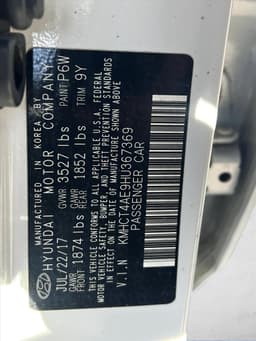 MANUFACTURED IN KOREA BY
HYUNDAI MOTOR COMPANY
JUL/22/17 GVWR 3527 lbs PAINT P6W
GAWR FRONT 1874 lbs GAWR REAR 1852 lbs TRIM 9Y
THIS VEHICLE CONFORMS TO ALL APPLICABLE U.S.A. FEDERAL
MOTOR VEHICLE SAFETY, BUMPER, AND THEFT PREVENTION
STANDARDS IN EFFECT ON THE DATE OF MANUFACTURE SHOWN ABOVE.
V.I.N KMHCT4AE9HU367369
PASSENGER CAR